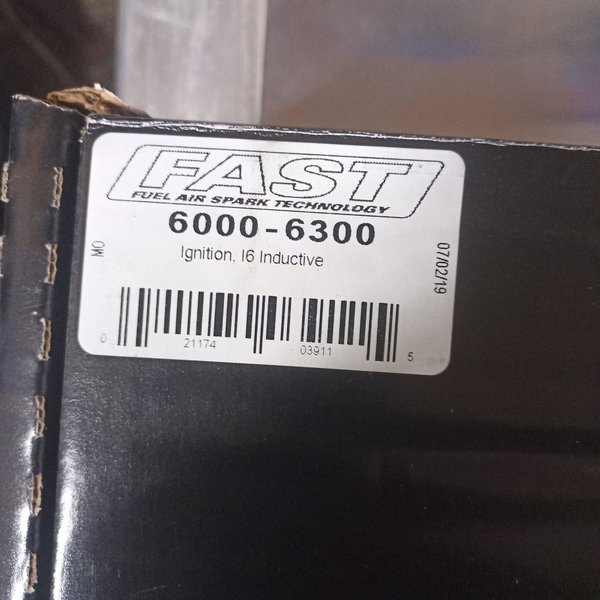 FAST
FUEL AIR SPARK TECHNOLOGY
6000-6300
Ignition, I6 Inductive
MO
07/02/19
0 21174 03911 5